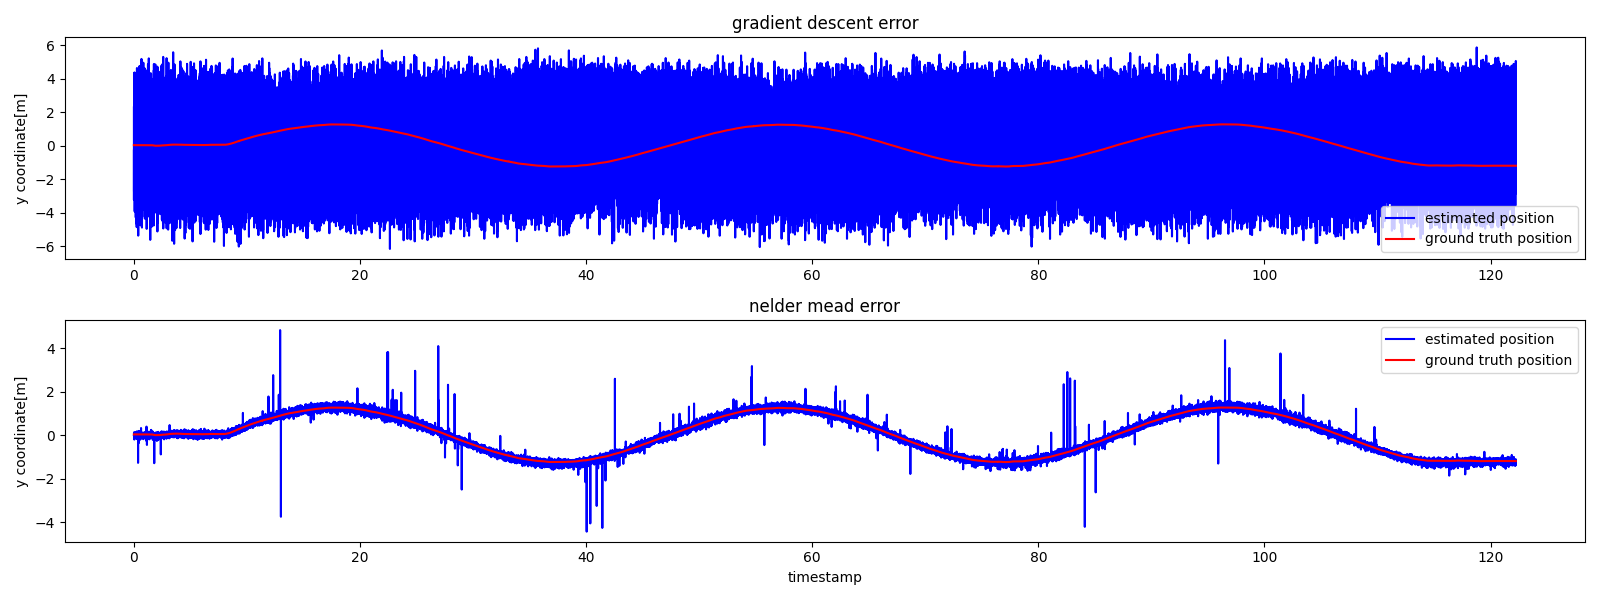 gradient descent error
y coordinate[m]
6
4
2
0
−2
−4
−6
estimated position
ground truth position
0 20 40 60 80 100 120
nelder mead error
y coordinate[m]
4
2
0
−2
−4
estimated position
ground truth position
0 20 40 60 80 100 120
timestamp